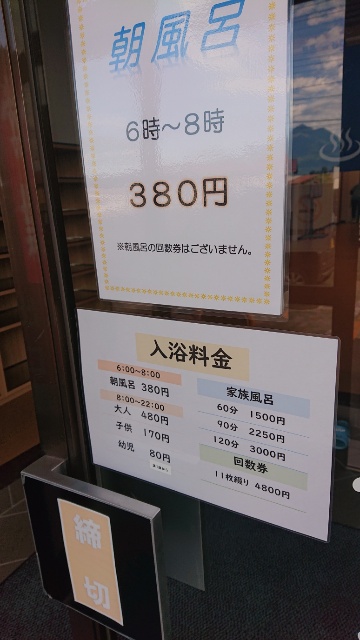 朝風呂
6時～8時
380円
※朝風呂の回数券はございません。
入浴料金
6:00～8:00
朝風呂 380円
8:00～22:00
大人 480円
子供 170円
幼児 80円
家族風呂
60分 1500円
90分 2250円
120分 3000円
回数券
11枚綴り 4800円
締切